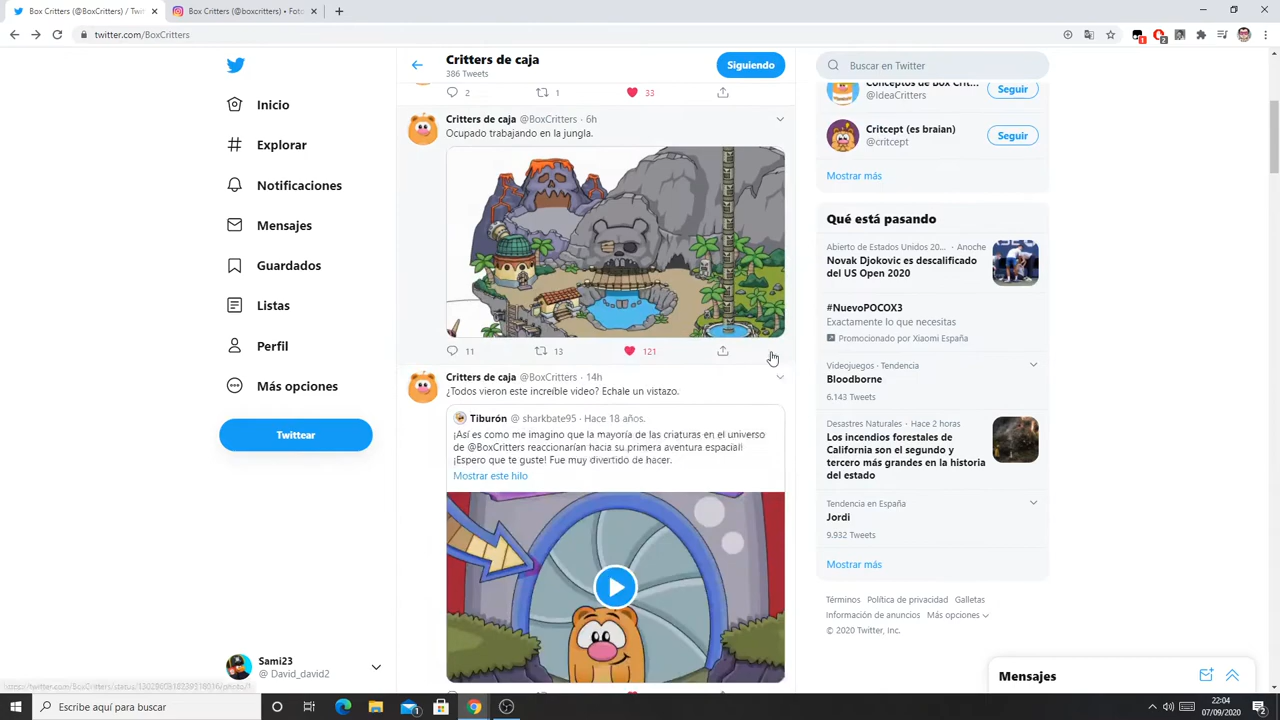 Box Critters (@BoxCritters) / Twi
Box Critters (@boxcritters) • Foto
twitter.com/BoxCritters
1
2
Critters de caja
386 Tweets
Siguiendo
Buscar en Twitter
Inicio
Explorar
Notificaciones
Mensajes
Guardados
Listas
Perfil
Más opciones
Twittear
Sami23
@ David_david2
2
1
33
Critters de caja @BoxCritters · 6h
Ocupado trabajando en la jungla.
11
13
121
Critters de caja @BoxCritters · 14h
¿Todos vieron este increíble video? Echale un vistazo.
Tiburón @ sharkbate95 · Hace 18 años.
¡Así es como me imagino que la mayoría de las criaturas en el universo
de @BoxCritters reaccionarían hacia su primera aventura espacial!
¡Espero que te guste! Fue muy divertido de hacer.
Mostrar este hilo
Conceptos de Box Crit...
@IdeaCritters
Seguir
Critcept (es braian)
@critcept
Seguir
Mostrar más
Qué está pasando
Abierto de Estados Unidos 20... · Anoche
Novak Djokovic es descalificado
del US Open 2020
#NuevoPOCOX3
Exactamente lo que necesitas
Promocionado por Xiaomi España
Videojuegos · Tendencia
Bloodborne
6.143 Tweets
Desastres Naturales · Hace 2 horas
Los incendios forestales de
California son el segundo y
tercero más grandes en la historia
del estado
Tendencia en España
Jordi
9.932 Tweets
Mostrar más
Términos Política de privacidad Galletas
Información de anuncios Más opciones
© 2020 Twitter, Inc.
Mensajes
Escribe aquí para buscar
1
22:04
07/09/2020
2